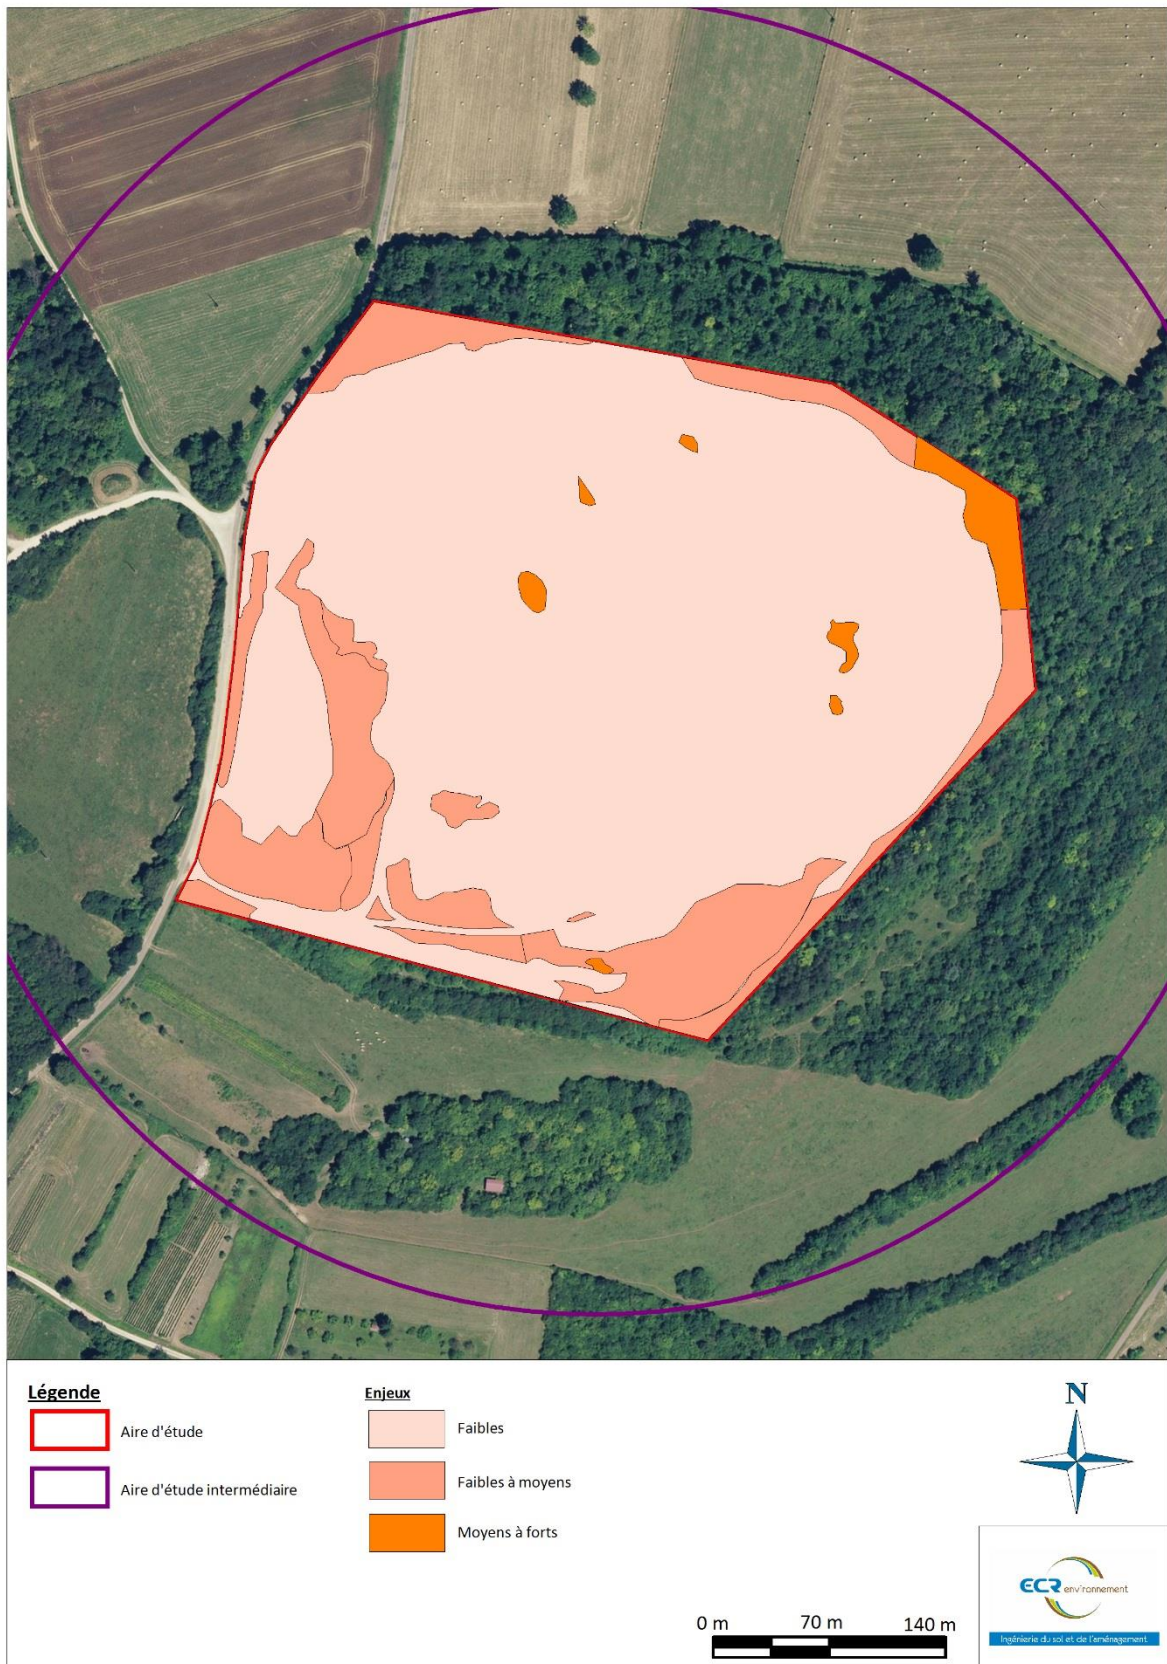 Légende
Aire d'étude
Aire d'étude intermédiaire
Enjeux
Faibles
Faibles à moyens
Moyens à forts
N
0 m 70 m 140 m
ECR environnement
Ingénierie du sol et de l'aménagement